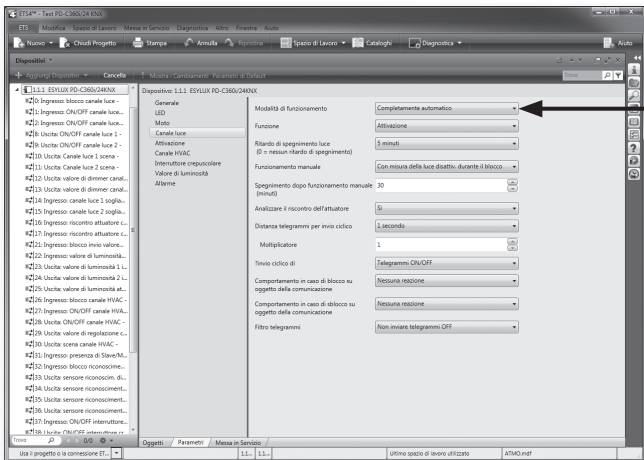 ETS4™ - Test PD-C360i/24 KNX
ETS Modifica Spazio di Lavoro Messa in Servizio Diagnostica Altro Finestra Aiuto
Nuovo Chiudi Progetto Stampa Annulla Ripristina Spazio di Lavoro Cataloghi Diagnostica Aiuto
Dispositivi
Aggiungi Dispositivi Cancella Mostra i Cambiamenti Parametri di Default Trova
1.1.1 ESYLUX PD-C360i/24KNX
0: Ingresso: blocco canale luce -
1: Ingresso: ON/OFF canale luce...
2: Ingresso: ON/OFF canale luce...
8: Uscita: ON/OFF canale luce 1 -
9: Uscita: ON/OFF canale luce 2 -
10: Uscita: Canale luce 1 scena -
11: Uscita: Canale luce 2 scena -
12: Uscita: valore di dimmer canal...
13: Uscita: valore di dimmer canal...
14: Ingresso: canale luce 1 soglia...
15: Ingresso: canale luce 2 soglia...
16: Ingresso: riscontro attuatore c...
17: Ingresso: riscontro attuatore c...
21: Ingresso: blocco invio valore...
22: Ingresso: valore di luminosità...
23: Uscita: valore di luminosità 1 i...
24: Uscita: valore di luminosità 2 i...
25: Uscita: valore di luminosità at...
26: Ingresso: blocco canale HVAC -
27: Ingresso: ON/OFF canale HVA...
28: Uscita: ON/OFF canale HVAC -
29: Uscita: valore di regolazione c...
30: Uscita: scena canale HVAC -
31: Ingresso: presenza di Slave/M...
32: Ingresso: blocco riconoscime...
33: Uscita: sensore riconoscim. di...
34: Uscita: sensore riconosciment...
35: Uscita: sensore riconosciment...
36: Uscita: sensore riconosciment...
37: Ingresso: ON/OFF interruttore...
38: Uscita: ON/OFF interruttore cr...
Trova 0/0
Dispositivo: 1.1.1 ESYLUX PD-C360i/24KNX
Generale
LED
Moto
Canale luce
Attivazione
Canale HVAC
Interruttore crepuscolare
Valore di luminosità
Allarme
Modalità di funzionamento Completamente automatico
Funzione Attivazione
Ritardo di spegnimento luce 5 minuti
(0 = nessun ritardo di spegnimento)
Funzionamento manuale Con misura della luce disattiv. durante il blocco
Spegnimento dopo funzionamento manuale 30
(minuti)
Analizzare il riscontro dell'attuatore Sì
Distanza telegrammi per invio ciclico 1 secondo
Moltiplicatore 1
Tinvio ciclico di Telegrammi ON/OFF
Comportamento in caso di blocco su Nessuna reazione
oggetto della comunicazione
Comportamento in caso di sblocco su Nessuna reazione
oggetto della comunicazione
Filtro telegrammi Non inviare telegrammi OFF
Oggetti Parametri Messa in Servizio
Usa il progetto o la connessione ET... 1.1... 1.1... Ultimo spazio di lavoro utilizzato ATMO.mdf